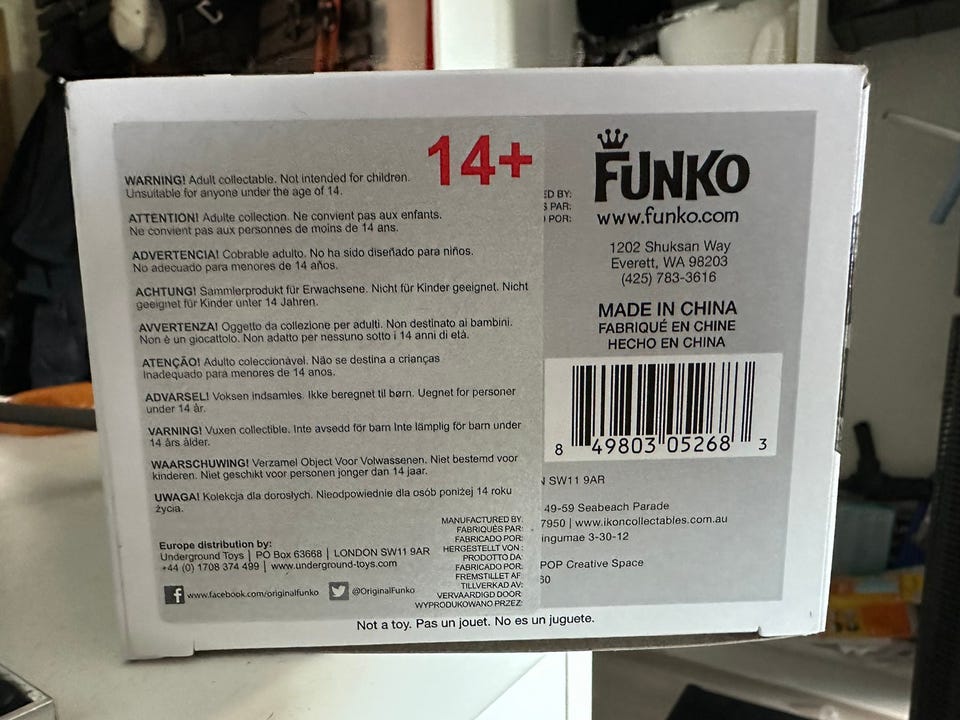 14+
WARNING! Adult collectable. Not intended for children.
Unsuitable for anyone under the age of 14.
ATTENTION! Adulte collection. Ne convient pas aux enfants.
Ne convient pas aux personnes de moins de 14 ans.
ADVERTENCIA! Cobrable adulto. No ha sido diseñado para niños.
No adecuado para menores de 14 años.
ACHTUNG! Sammlerprodukt für Erwachsene. Nicht für Kinder geeignet. Nicht
geeignet für Kinder unter 14 Jahren.
AVVERTENZA! Oggetto da collezione per adulti. Non destinato ai bambini.
Non è un giocattolo. Non adatto per nessuno sotto i 14 anni di età.
ATENÇÃO! Adulto coleccionável. Não se destina a crianças
Inadequado para menores de 14 anos.
ADVARSEL! Voksen indsamles. Ikke beregnet til børn. Uegnet for personer
under 14 år.
VARNING! Vuxen collectible. Inte avsedd för barn Inte lämplig för barn under
14 års ålder.
WAARSCHUWING! Verzamel Object Voor Volwassenen. Niet bestemd voor
kinderen. Niet geschikt voor personen jonger dan 14 jaar.
UWAGA! Kolekcja dla dorosłych. Nieodpowiednie dla osób poniżej 14 roku
życia.
Europe distribution by:
Underground Toys | PO Box 63668 | LONDON SW11 9AR
+44 (0) 1708 374 499 | www.underground-toys.com
www.facebook.com/originalfunko @OriginalFunko
MANUFACTURED BY:
FABRIQUÉS PAR:
FABRICADO POR:
HERGESTELLT VON :
PRODOTTO DA:
FABRICADO POR:
FREMSTILLET AF:
TILLVERKAD AV:
VERVAARDIGD DOOR:
WYPRODUKOWANO PRZEZ:
ED BY:
S PAR:
POR:
FUNKO
www.funko.com
1202 Shuksan Way
Everett, WA 98203
(425) 783-3616
MADE IN CHINA
FABRIQUÉ EN CHINE
HECHO EN CHINA
8 49803 05268 3
SW11 9AR
49-59 Seabeach Parade
7950 | www.ikoncollectables.com.au
ingumae 3-30-12
POP Creative Space
60
Not a toy. Pas un jouet. No es un juguete.